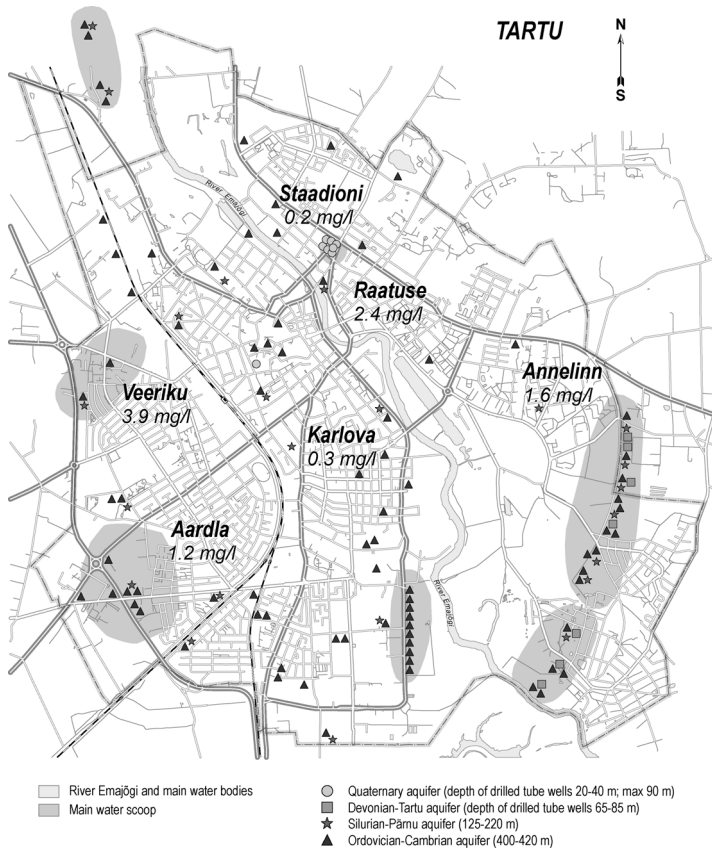 TARTU
N
S
River Emajõgi
Staadioni
0.2 mg/l
Raatuse
2.4 mg/l
Annelinn
1.6 mg/l
Veeriku
3.9 mg/l
Karlova
0.3 mg/l
Aardla
1.2 mg/l
River Emajõgi
River Emajõgi and main water bodies
Main water scoop
Quaternary aquifer (depth of drilled tube wells 20-40 m; max 90 m)
Devonian-Tartu aquifer (depth of drilled tube wells 65-85 m)
Silurian-Pärnu aquifer (125-220 m)
Ordovician-Cambrian aquifer (400-420 m)